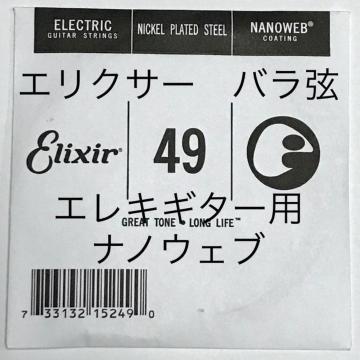 ELECTRIC
GUITAR STRINGS
NICKEL PLATED STEEL
NANOWEB®
COATING
エリクサー　バラ弦
Elixir®
49
エレキギター用
GREAT TONE · LONG LIFE™
ナノウェブ
7 33132 15249 0